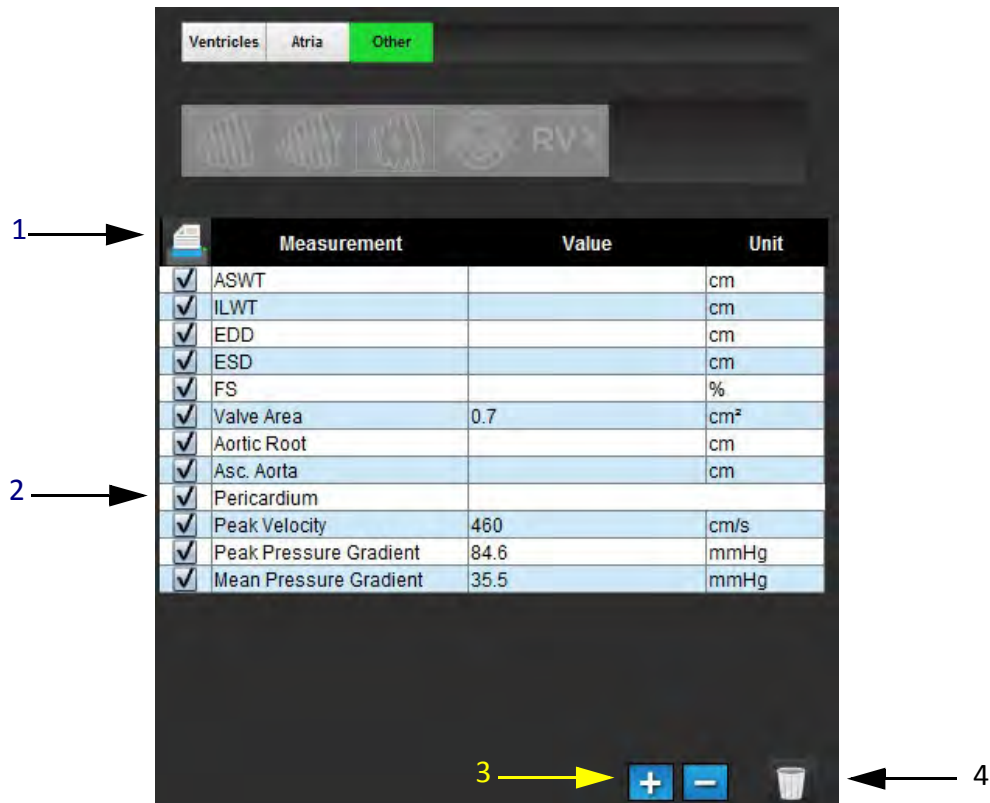 Ventricles Atria Other
RV
1 Measurement Value Unit
ASWT cm
ILWT cm
EDD cm
ESD cm
FS %
Valve Area 0.7 cm²
Aortic Root cm
Asc. Aorta cm
2 Pericardium
Peak Velocity 460 cm/s
Peak Pressure Gradient 84.6 mmHg
Mean Pressure Gradient 35.5 mmHg
3 + − 4